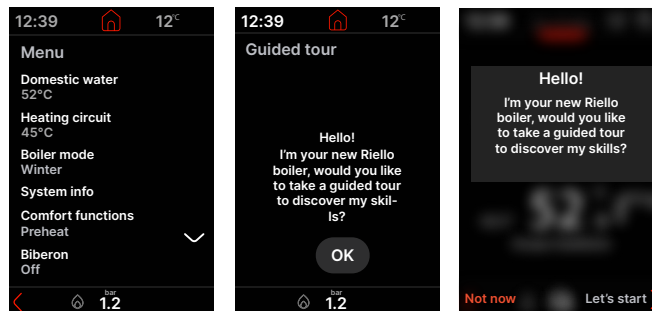 12:39
12°C
Menu
Domestic water
52°C
Heating circuit
45°C
Boiler mode
Winter
System info
Comfort functions
Preheat
Biberon
Off
bar
1.2
12:39
12°C
Guided tour
Hello!
I'm your new Riello
boiler, would you like
to take a guided tour
to discover my skil-
ls?
OK
bar
1.2
Hello!
I'm your new Riello
boiler, would you like
to take a guided tour
to discover my skills?
52
Not now
Let's start